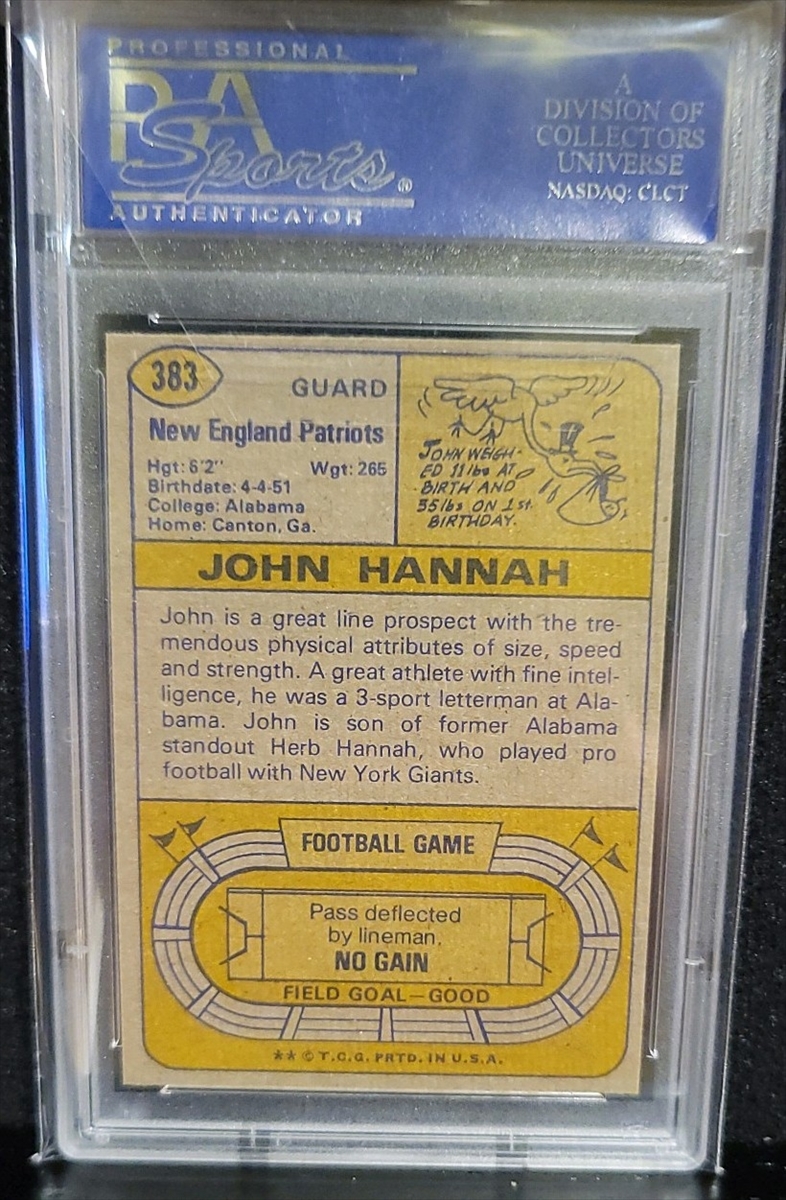 PROFESSIONAL
PSA
Sports®
AUTHENTICATOR
A
DIVISION OF
COLLECTORS
UNIVERSE
NASDAQ: CLCT
383
GUARD
New England Patriots
Hgt: 6'2" Wgt: 265
Birthdate: 4-4-51
College: Alabama
Home: Canton, Ga.
JOHN WEIGH-
ED 11 lbs AT
BIRTH AND
35 lbs ON 1st.
BIRTHDAY.
JOHN HANNAH
John is a great line prospect with the tre-
mendous physical attributes of size, speed
and strength. A great athlete with fine intel-
ligence, he was a 3-sport letterman at Ala-
bama. John is son of former Alabama
standout Herb Hannah, who played pro
football with New York Giants.
FOOTBALL GAME
Pass deflected
by lineman.
NO GAIN
FIELD GOAL—GOOD
** © T.C.G. PRTD. IN U.S.A.